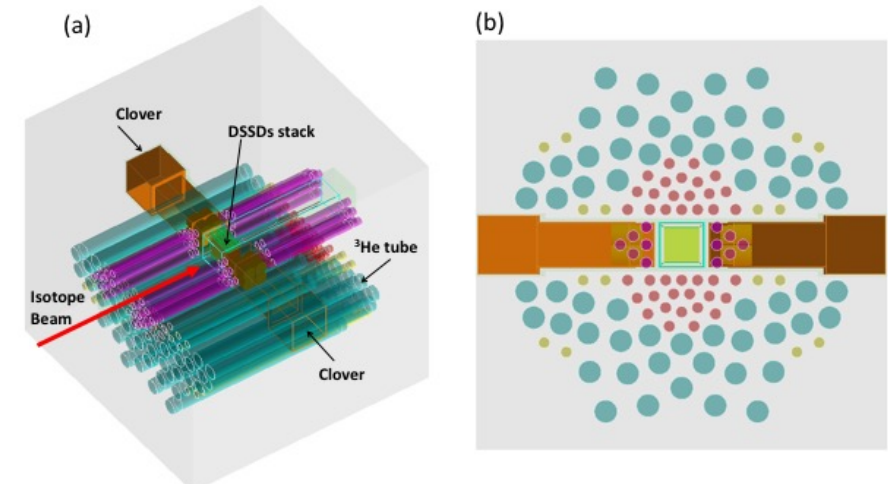 (a)
(b)
Clover
DSSDs stack
³He tube
Isotope
Beam
Clover